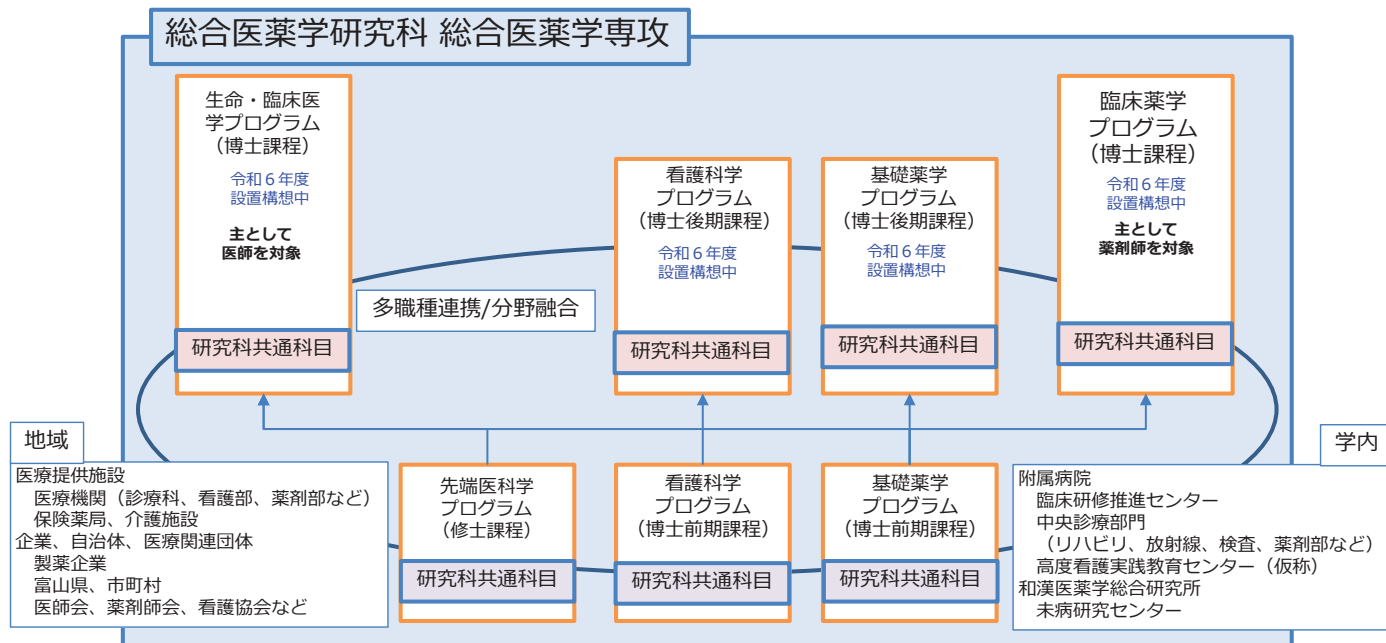 総合医薬学研究科 総合医薬学専攻
生命・臨床医
学プログラム
（博士課程）
令和６年度
設置構想中
主として
医師を対象
研究科共通科目
看護科学
プログラム
（博士後期課程）
令和６年度
設置構想中
研究科共通科目
基礎薬学
プログラム
（博士後期課程）
令和６年度
設置構想中
研究科共通科目
臨床薬学
プログラム
（博士課程）
令和６年度
設置構想中
主として
薬剤師を対象
研究科共通科目
多職種連携/分野融合
地域
医療提供施設
医療機関（診療科、看護部、薬剤部など）
保険薬局、介護施設
企業、自治体、医療関連団体
製薬企業
富山県、市町村
医師会、薬剤師会、看護協会など
先端医科学
プログラム
（修士課程）
研究科共通科目
看護科学
プログラム
（博士前期課程）
研究科共通科目
基礎薬学
プログラム
（博士前期課程）
研究科共通科目
学内
附属病院
臨床研修推進センター
中央診療部門
（リハビリ、放射線、検査、薬剤部など）
高度看護実践教育センター（仮称）
和漢医薬学総合研究所
未病研究センター